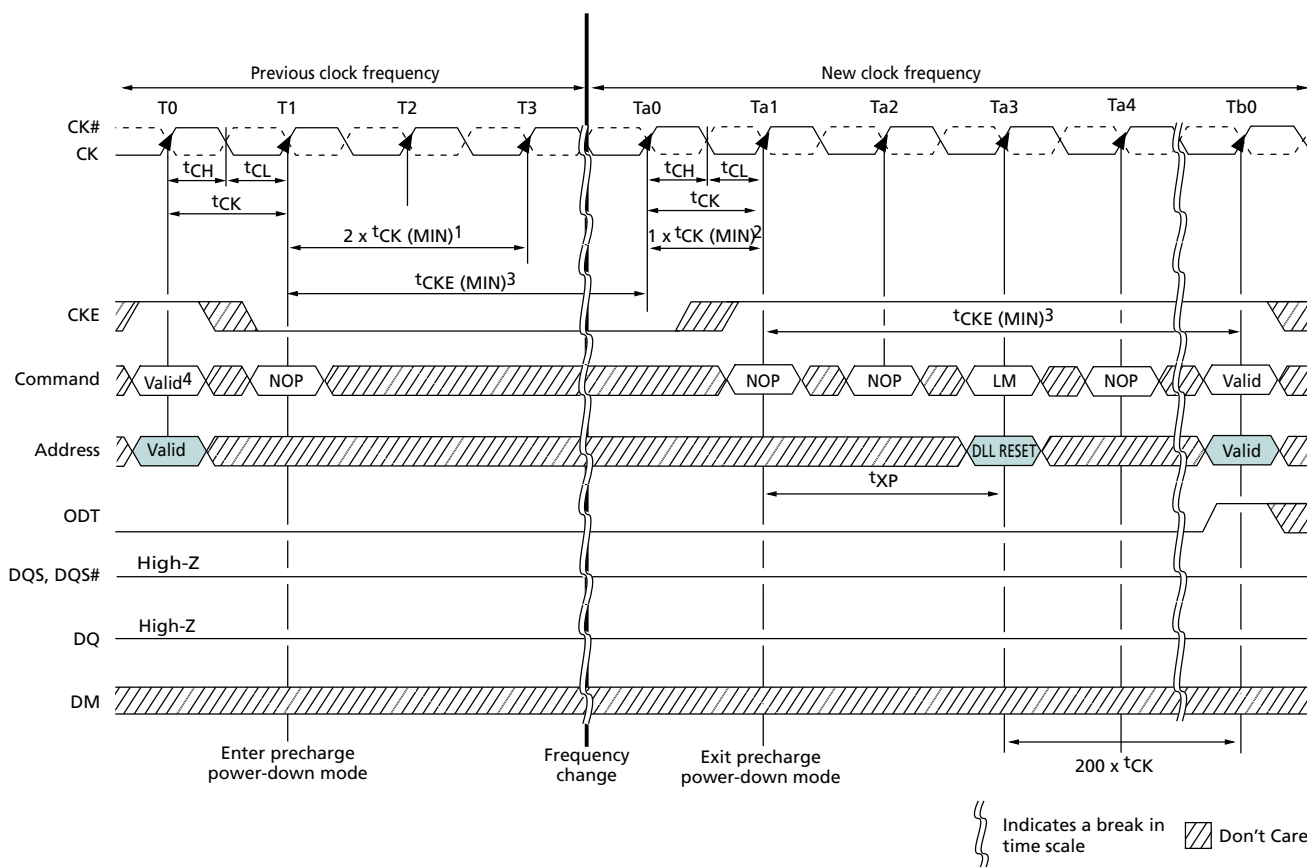 Previous clock frequency New clock frequency
T0 T1 T2 T3 Ta0 Ta1 Ta2 Ta3 Ta4 Tb0
CK#
CK
tCH tCL tCH tCL
tCK tCK
2 x tCK (MIN)1 1 x tCK (MIN)2
tCKE (MIN)3
CKE tCKE (MIN)3
Command Valid4 NOP NOP NOP LM NOP Valid
Address Valid DLL RESET Valid
tXP
ODT
High-Z
DQS, DQS#
High-Z
DQ
DM
Enter precharge
power-down mode
Frequency
change
Exit precharge
power-down mode
200 x tCK
Indicates a break in
time scale
Don't Care